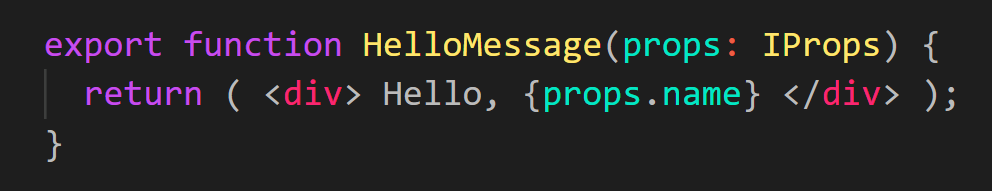 export function HelloMessage(props: IProps) {
  return ( <div> Hello, {props.name} </div> );
}